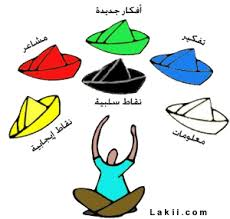 أفكار جديدة
مشاعر
تفكير
نقاط سلبية
نقاط إيجابية
معلومات
Lakii.com